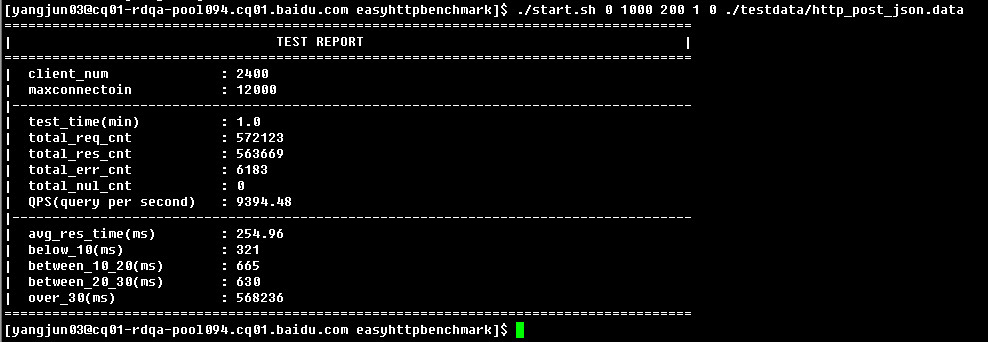 [yangjun03@cq01-rdqa-pool094.cq01.baidu.com easyhttpbenchmark]$ ./start.sh 0 1000 200 1 0 ./testdata/http_post_json.data
=====================================================================================
|                                 TEST REPORT                                       |
=====================================================================================
|  client_num              : 2400
|  maxconnectoin           : 12000
|------------------------------------------------------------------------------------
|  test_time(min)          : 1.0
|  total_req_cnt           : 572123
|  total_res_cnt           : 563669
|  total_err_cnt           : 6183
|  total_nul_cnt           : 0
|  QPS(query per second)   : 9394.48
|------------------------------------------------------------------------------------
|  avg_res_time(ms)        : 254.96
|  below_10(ms)            : 321
|  between_10_20(ms)       : 665
|  between_20_30(ms)       : 630
|  over_30(ms)             : 568236
=====================================================================================
[yangjun03@cq01-rdqa-pool094.cq01.baidu.com easyhttpbenchmark]$